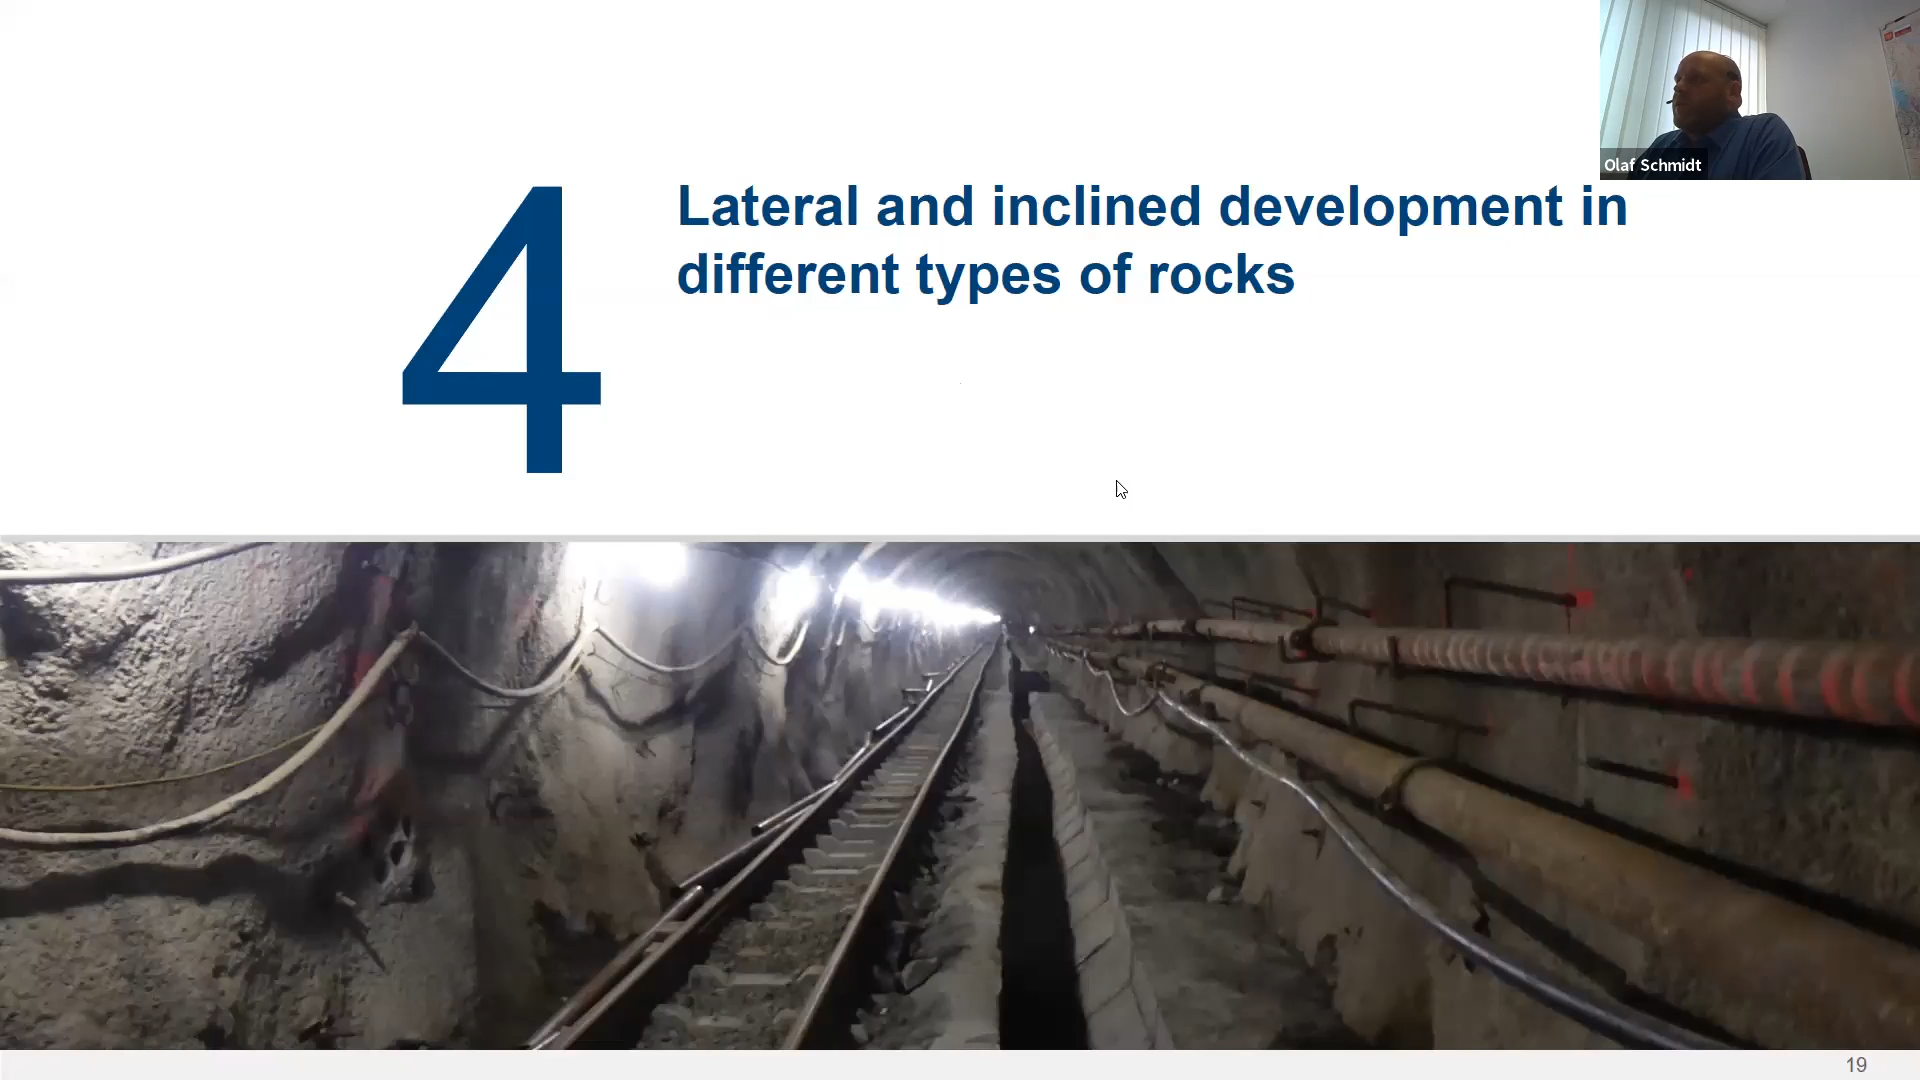 Olaf Schmidt
4
Lateral and inclined development in
different types of rocks
19